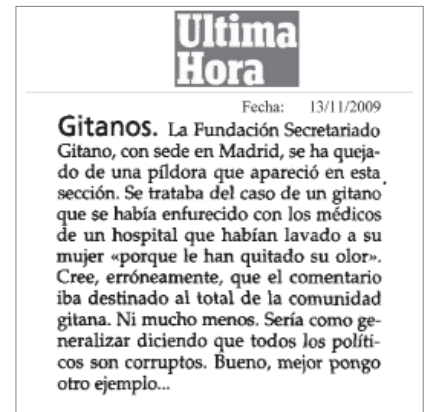 Ultima
Hora
Fecha: 13/11/2009
Gitanos. La Fundación Secretariado
Gitano, con sede en Madrid, se ha queja-
do de una píldora que apareció en esta
sección. Se trataba del caso de un gitano
que se había enfurecido con los médicos
de un hospital que habían lavado a su
mujer «porque le han quitado su olor».
Cree, erróneamente, que el comentario
iba destinado al total de la comunidad
gitana. Ni mucho menos. Sería como ge-
neralizar diciendo que todos los políti-
cos son corruptos. Bueno, mejor pongo
otro ejemplo...